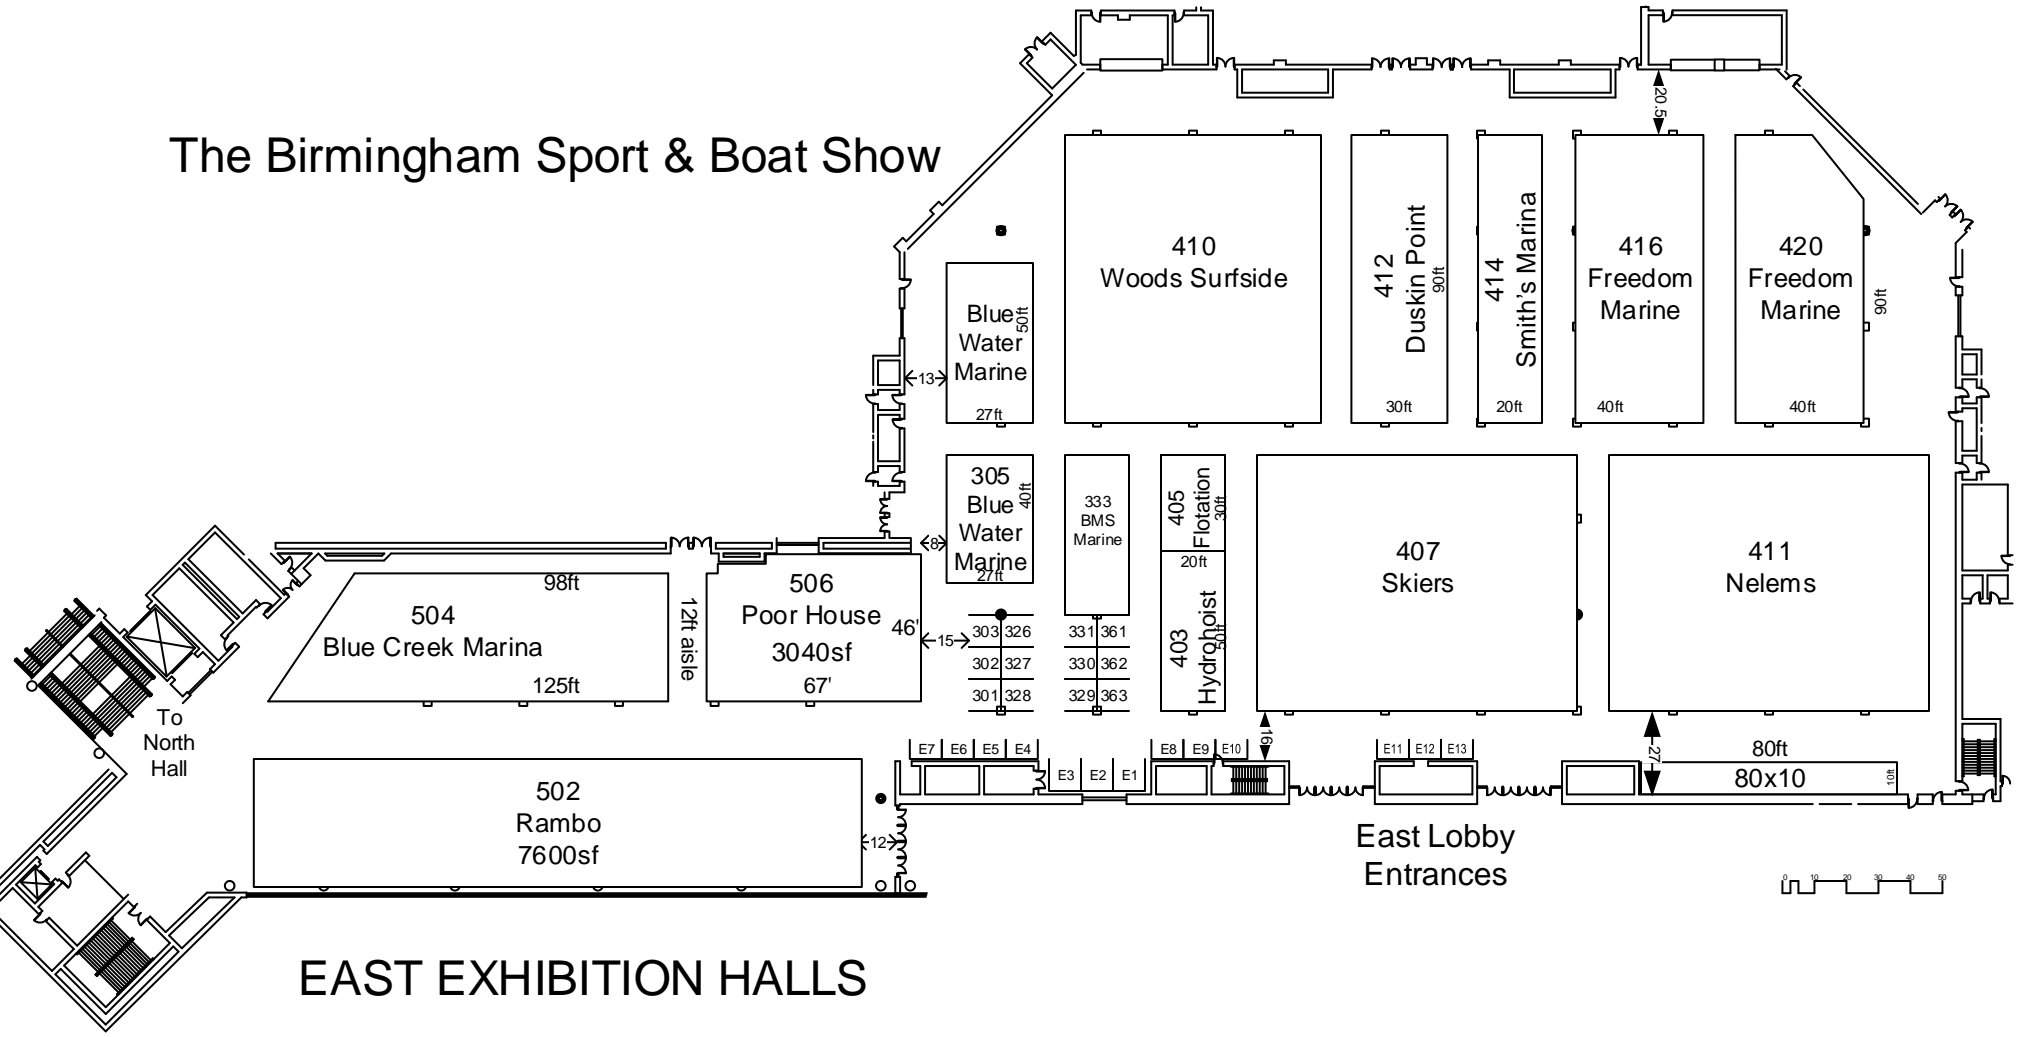 The Birmingham Sport & Boat Show
20.5
410
Woods Surfside
412
Duskin Point
90ft
30ft
414
Smith's Marina
20ft
416
Freedom
Marine
40ft
420
Freedom
Marine
90ft
40ft
Blue
Water
Marine
50ft
27ft
13
305
Blue
Water
Marine
40ft
27ft
8
333
BMS
Marine
405
Flotation
30ft
20ft
403
Hydrohoist
50ft
407
Skiers
411
Nelems
98ft
504
Blue Creek Marina
125ft
12ft aisle
506
Poor House
3040sf
46'
67'
15
303 326
302 327
301 328
331 361
330 362
329 363
To
North
Hall
E7 E6 E5 E4
E3 E2 E1
E8 E9 E10
16
E11 E12 E13
27
80ft
80x10
10ft
502
Rambo
7600sf
12
East Lobby
Entrances
0 10 20 30 40 50
EAST EXHIBITION HALLS